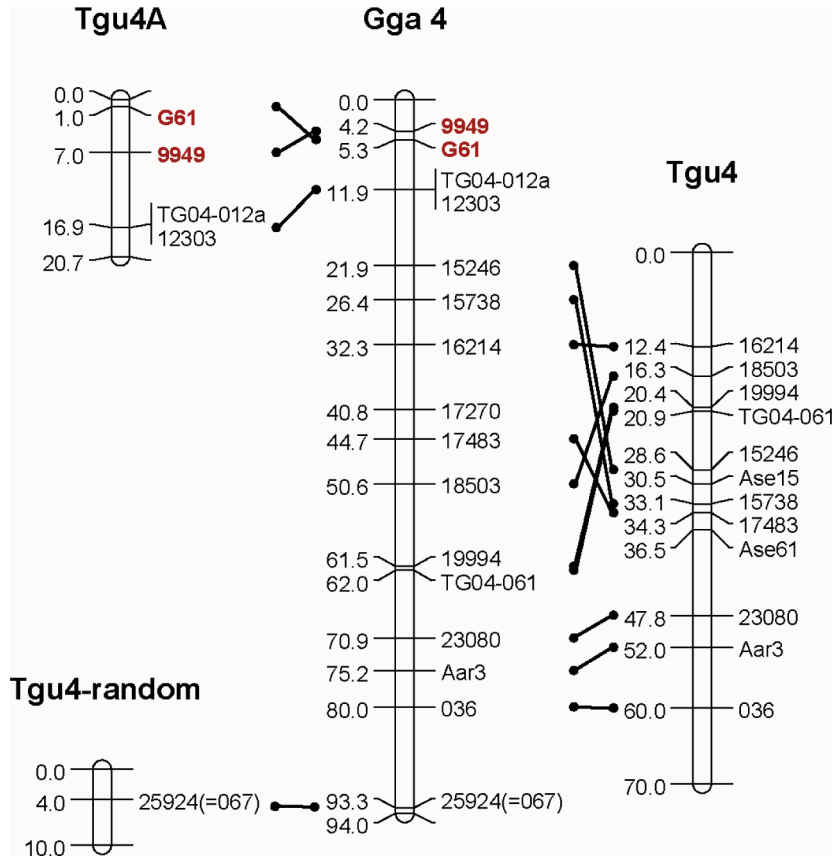 Tgu4A
0.0
1.0 G61
7.0 9949
TG04-012a
16.9
12303
20.7
Gga 4
0.0
4.2 9949
5.3 G61
TG04-012a
11.9
12303
21.9 15246
26.4 15738
32.3 16214
40.8 17270
44.7 17483
50.6 18503
61.5 19994
62.0 TG04-061
70.9 23080
75.2 Aar3
80.0 036
93.3 25924(=067)
94.0
Tgu4
0.0
12.4 16214
16.3 18503
20.4 19994
20.9 TG04-061
28.6 15246
30.5 Ase15
33.1 15738
34.3 17483
36.5 Ase61
47.8 23080
52.0 Aar3
60.0 036
70.0
Tgu4-random
0.0
4.0 25924(=067)
10.0